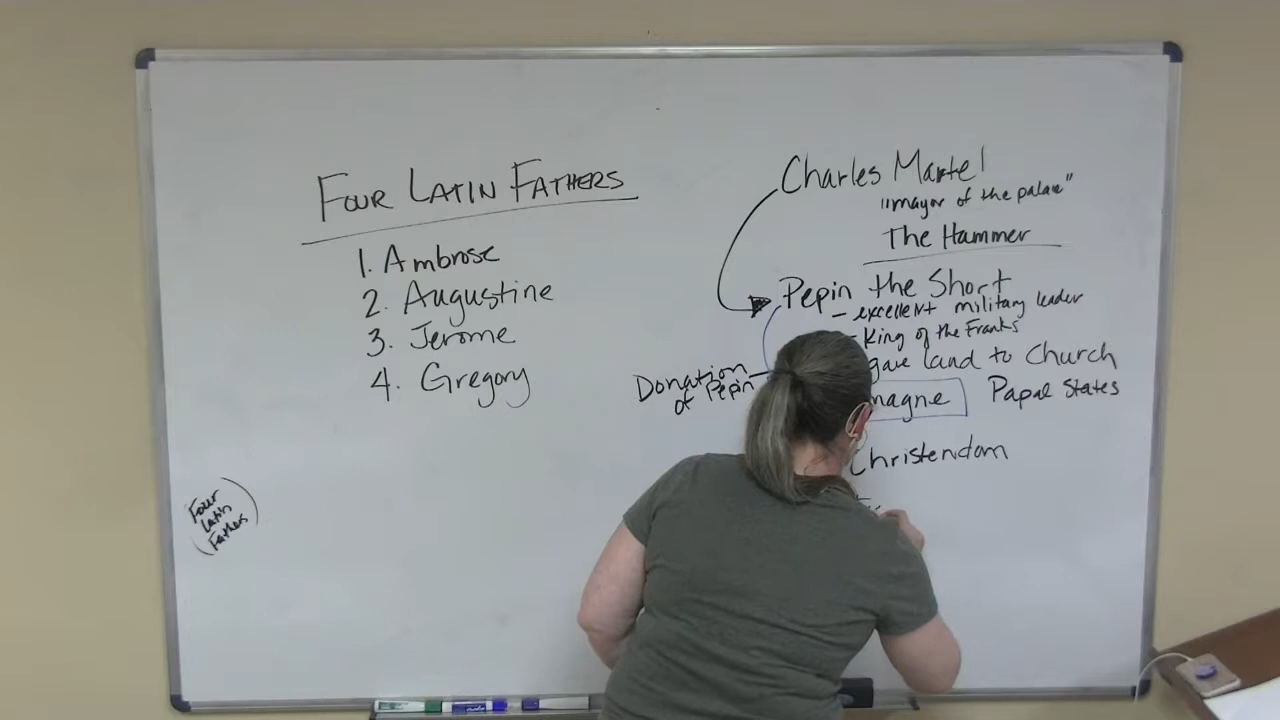 FOUR LATIN FATHERS
1. Ambrose
2. Augustine
3. Jerome
4. Gregory
Four
Latin
Fathers
Charles Martel
"mayor of the palace"
The Hammer
Pepin the Short
- excellent military leader
- King of the Franks
gave land to Church
Papal States
Donation
of Pepin
magne
Christendom